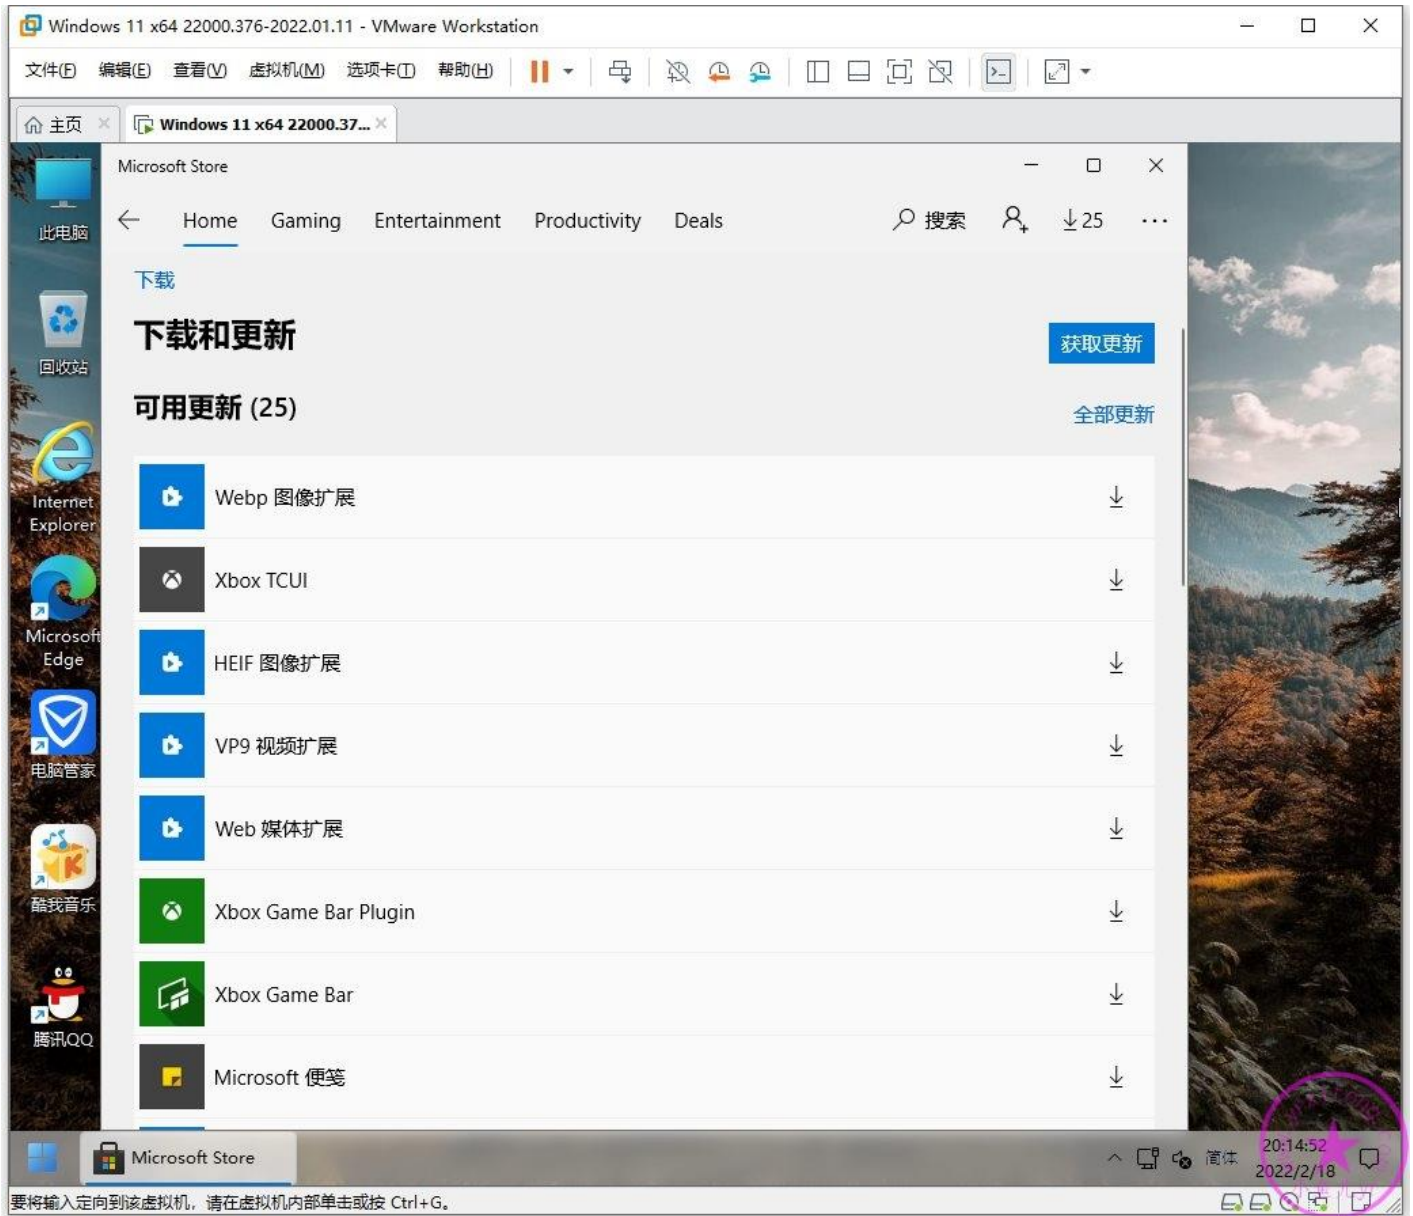 Windows 11 x64 22000.376-2022.01.11 - VMware Workstation
文件(F) 编辑(E) 查看(V) 虚拟机(M) 选项卡(T) 帮助(H)
主页 Windows 11 x64 22000.37...
Microsoft Store
Home Gaming Entertainment Productivity Deals 搜索 25
下载
下载和更新
获取更新
可用更新 (25)
全部更新
Webp 图像扩展
Xbox TCUI
HEIF 图像扩展
VP9 视频扩展
Web 媒体扩展
Xbox Game Bar Plugin
Xbox Game Bar
Microsoft 便笺
此电脑
回收站
Internet
Explorer
Microsoft
Edge
电脑管家
酷我音乐
腾讯QQ
Microsoft Store
简体
20:14:52
2022/2/18
要将输入定向到该虚拟机，请在虚拟机内部单击或按 Ctrl+G。